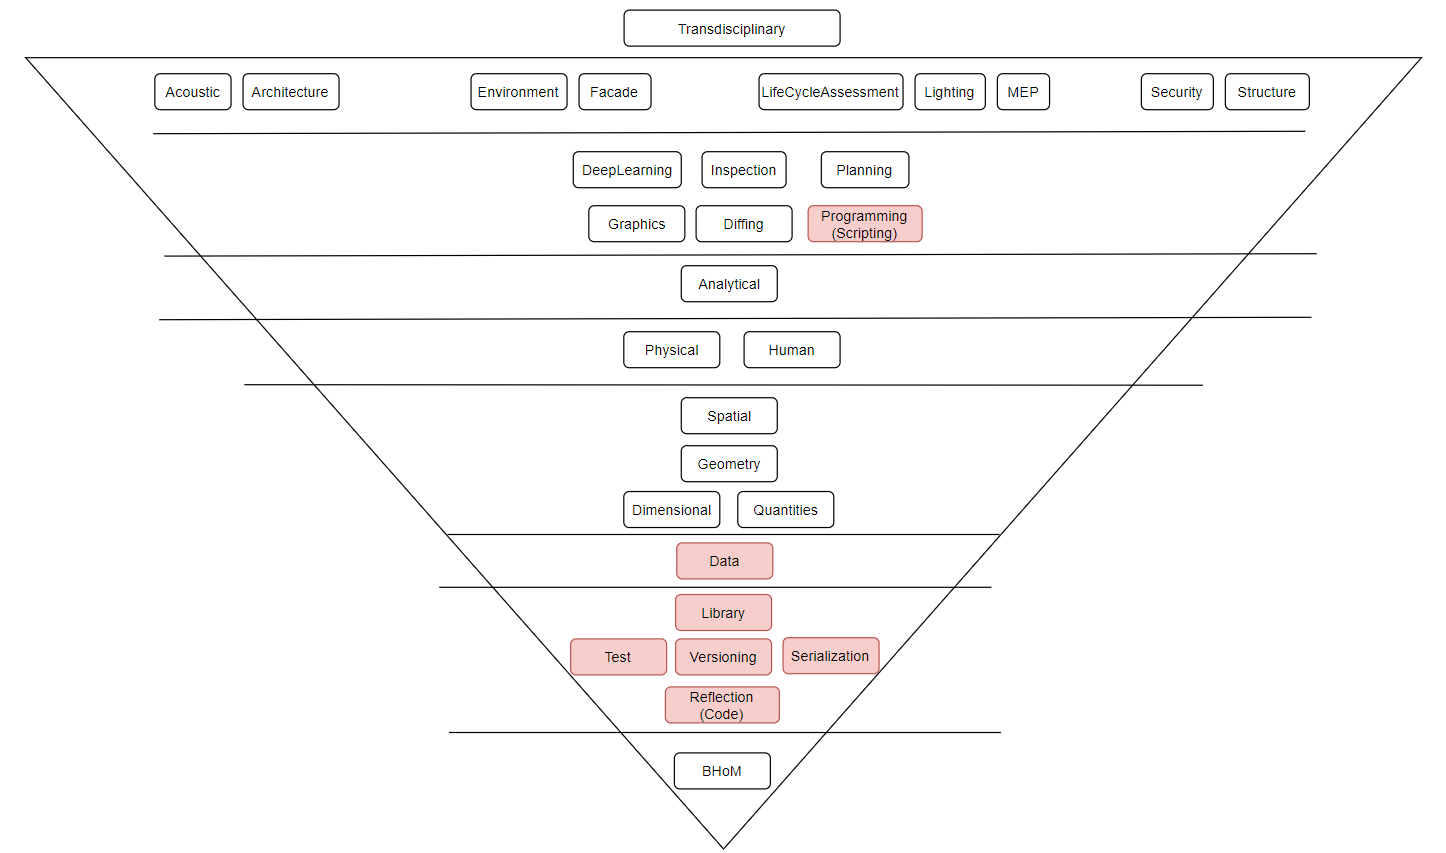 Transdisciplinary
Acoustic
Architecture
Environment
Facade
LifeCycleAssessment
Lighting
MEP
Security
Structure
DeepLearning
Inspection
Planning
Graphics
Diffing
Programming
(Scripting)
Analytical
Physical
Human
Spatial
Geometry
Dimensional
Quantities
Data
Library
Test
Versioning
Serialization
Reflection
(Code)
BHoM